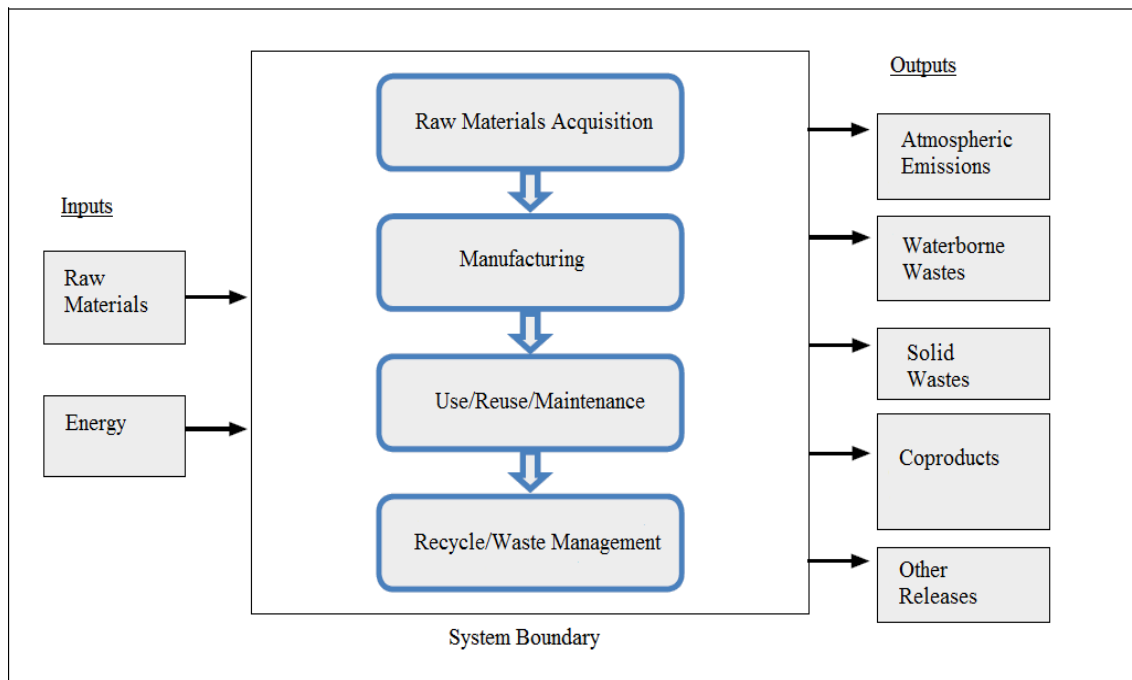 Inputs
Raw
Materials
Energy
Raw Materials Acquisition
Manufacturing
Use/Reuse/Maintenance
Recycle/Waste Management
System Boundary
Outputs
Atmospheric
Emissions
Waterborne
Wastes
Solid
Wastes
Coproducts
Other
Releases